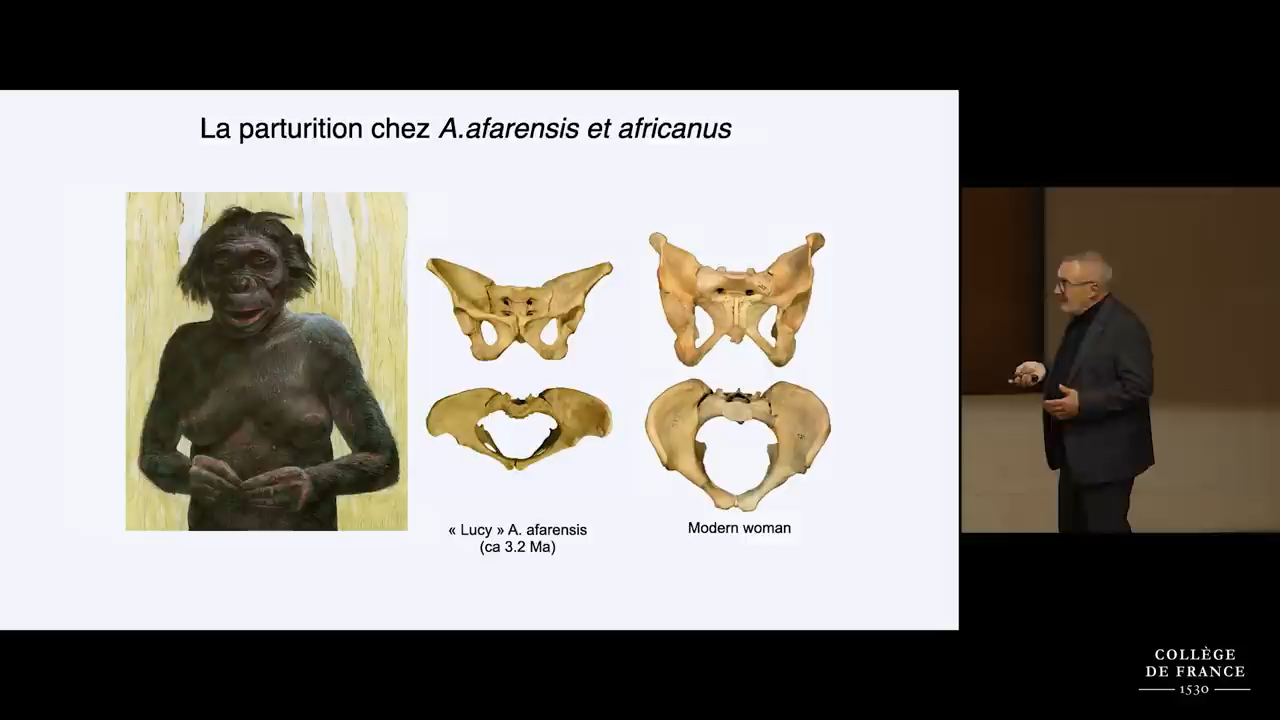 La parturition chez A.afarensis et africanus
« Lucy » A. afarensis
(ca 3.2 Ma)
Modern woman
COLLÈGE
DE FRANCE
1530